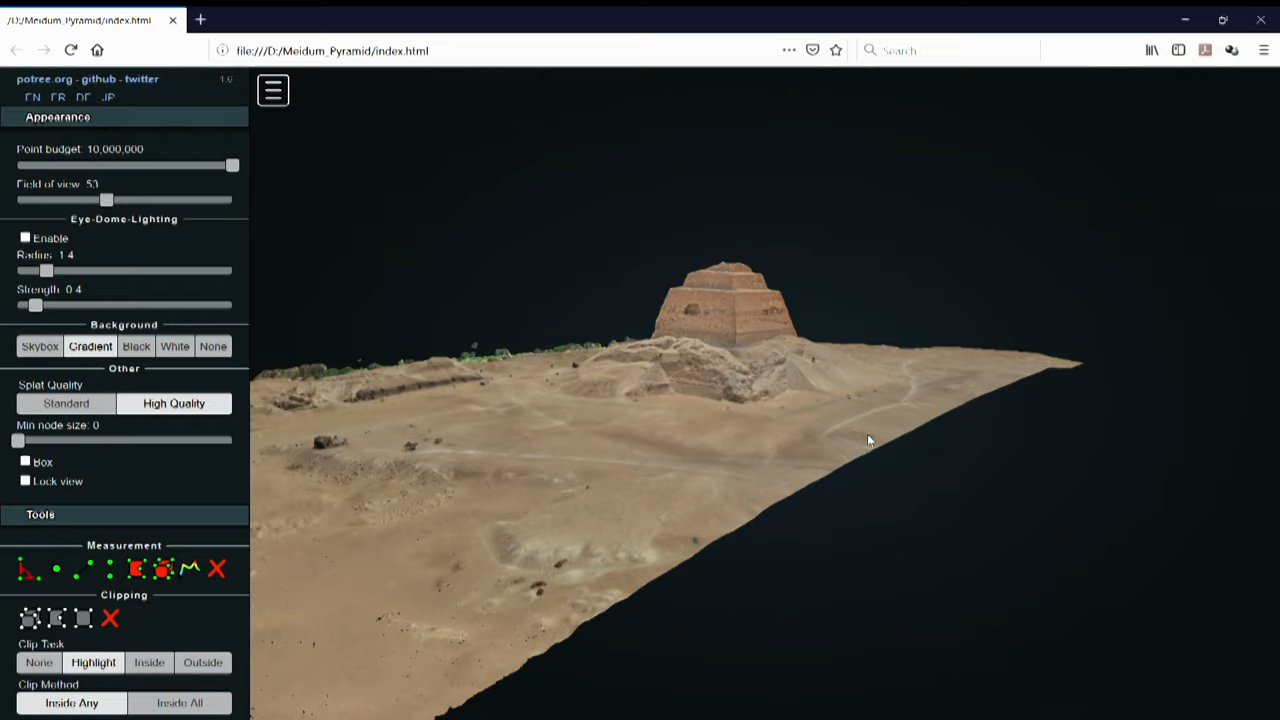 /D:/Meidum_Pyramid/index.html
file:///D:/Meidum_Pyramid/index.html
Search
potree.org - github - twitter
1.6
EN FR DE JP
Appearance
Point budget: 10,000,000
Field of view: 53
Eye-Dome-Lighting
Enable
Radius: 1.4
Strength: 0.4
Background
Skybox Gradient Black White None
Other
Splat Quality
Standard High Quality
Min node size: 0
Box
Lock view
Tools
Measurement
Clipping
Clip Task
None Highlight Inside Outside
Clip Method
Inside Any Inside All